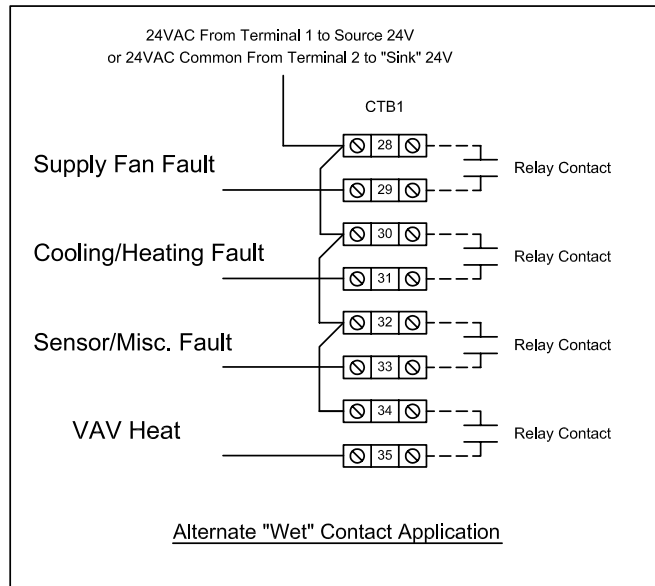 24VAC From Terminal 1 to Source 24V
or 24VAC Common From Terminal 2 to "Sink" 24V
CTB1
28
Supply Fan Fault
Relay Contact
29
30
Cooling/Heating Fault
Relay Contact
31
32
Sensor/Misc. Fault
Relay Contact
33
34
VAV Heat
Relay Contact
35
Alternate "Wet" Contact Application